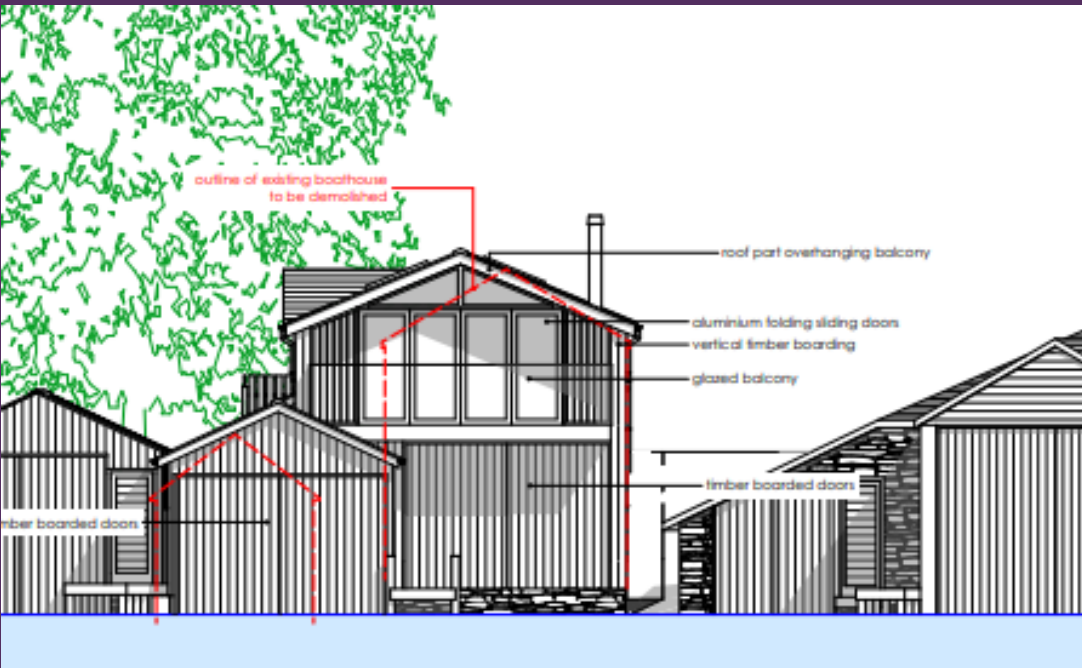 outline of existing boathouse
to be demolished
roof part overhanging balcony
aluminium folding sliding doors
vertical timber boarding
glazed balcony
timber boarded doors
mber boarded doors